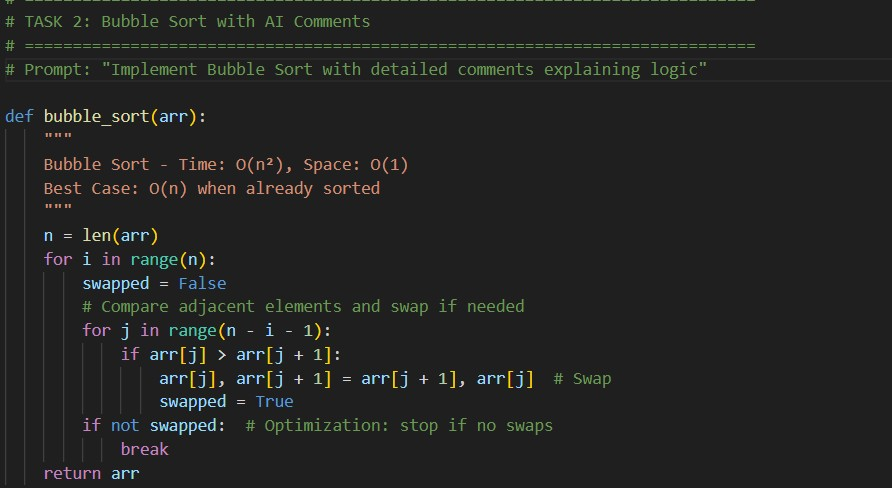 # ============================================================================
# TASK 2: Bubble Sort with AI Comments
# ============================================================================
# Prompt: "Implement Bubble Sort with detailed comments explaining logic"

def bubble_sort(arr):
    """
    Bubble Sort - Time: O(n²), Space: O(1)
    Best Case: O(n) when already sorted
    """
    n = len(arr)
    for i in range(n):
        swapped = False
        # Compare adjacent elements and swap if needed
        for j in range(n - i - 1):
            if arr[j] > arr[j + 1]:
                arr[j], arr[j + 1] = arr[j + 1], arr[j]  # Swap
                swapped = True
        if not swapped:  # Optimization: stop if no swaps
            break
    return arr